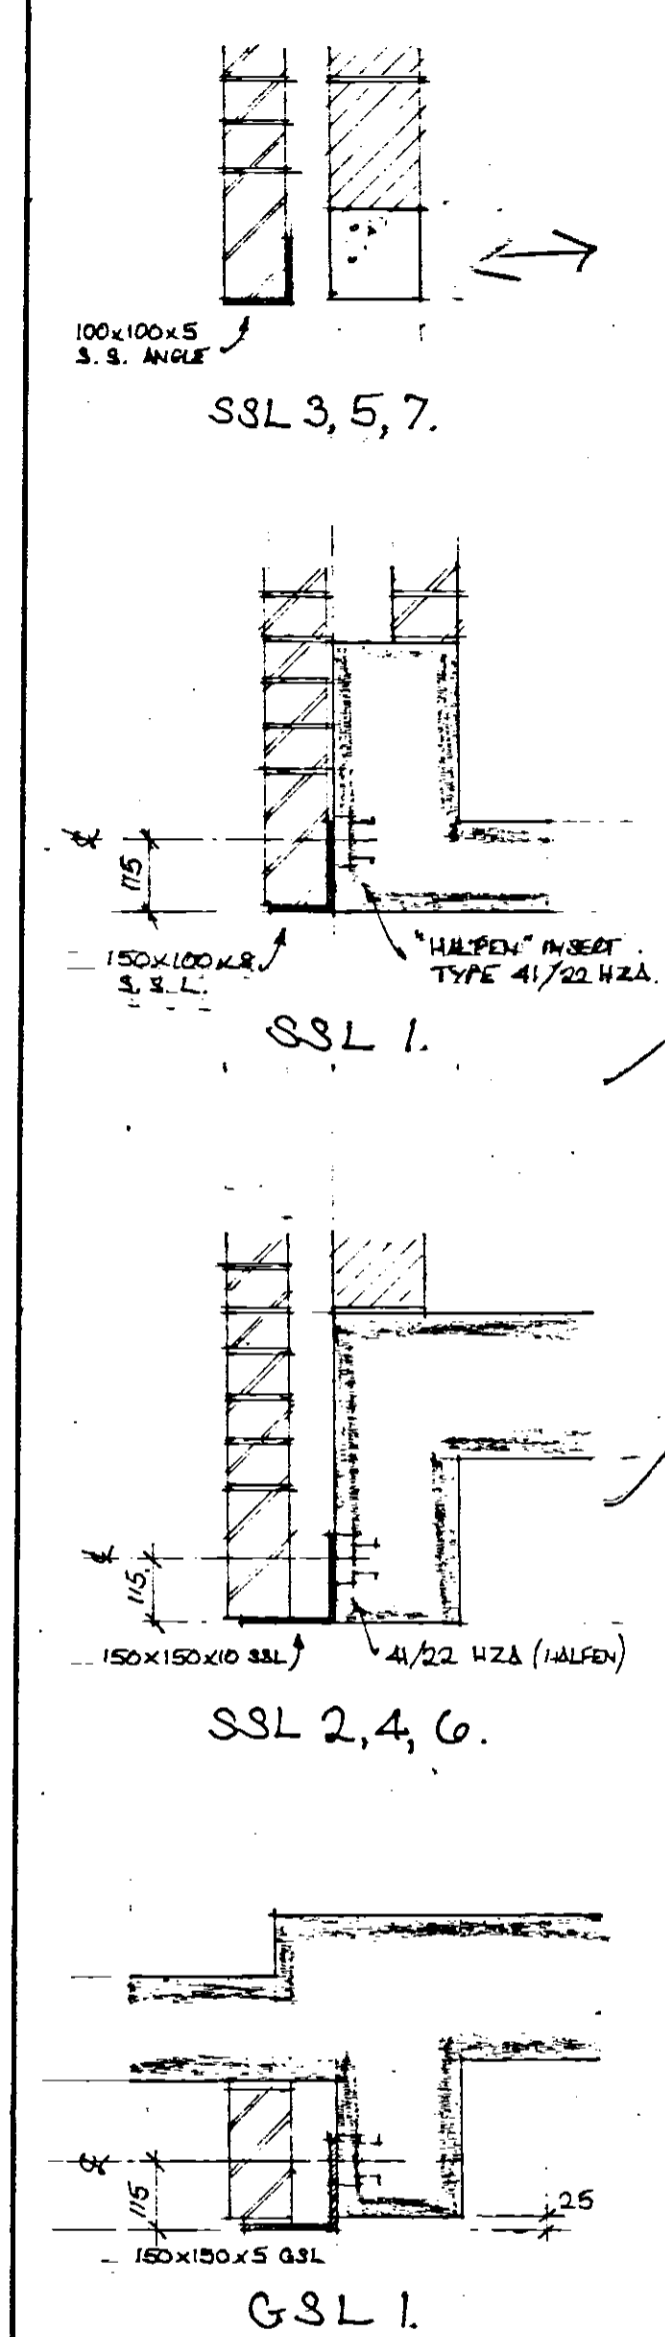 100x100x5
S.S. ANGLE
SSL 3, 5, 7.
℄
115
150x100x8
S.S.L.
"HALFEN" INSERT.
TYPE 41/22 HZA.
SSL 1.
℄
115
150x150x10 SSL
41/22 HZA (HALFEN)
SSL 2, 4, 6.
℄
115
25
150x150x5 GSL
GSL 1.